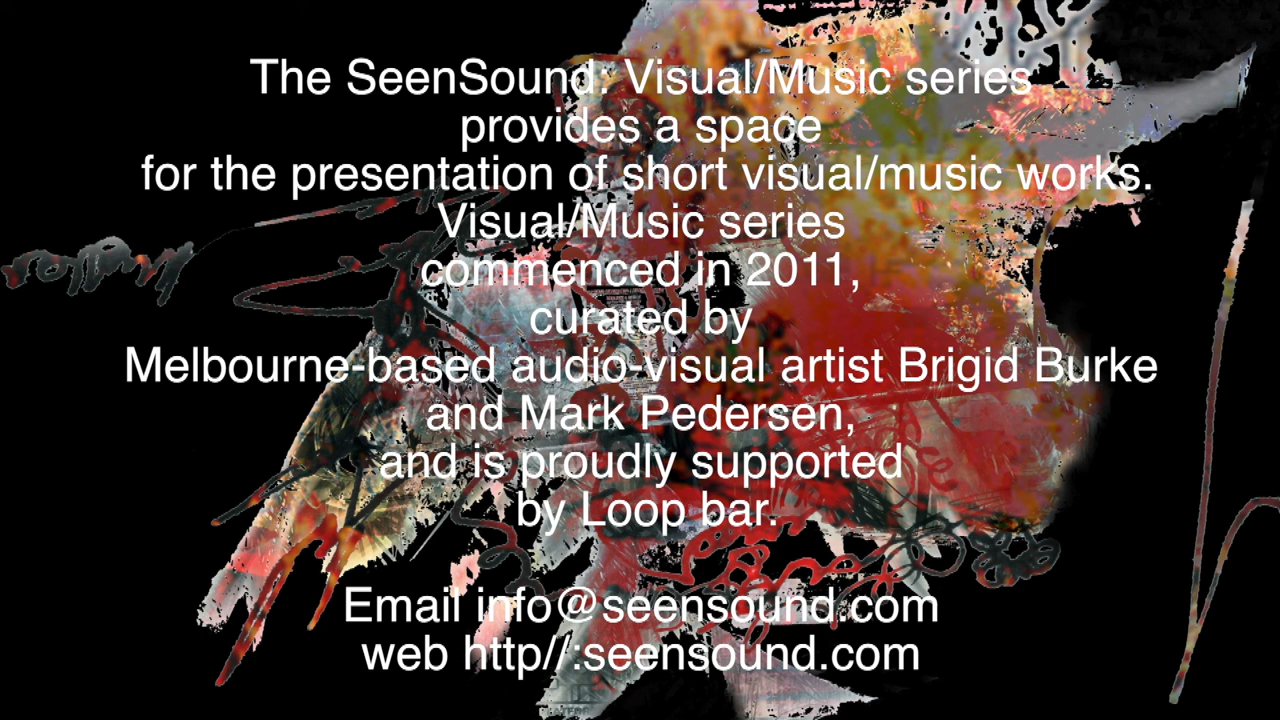 The SeenSound: Visual/Music series
provides a space
for the presentation of short visual/music works.
Visual/Music series
commenced in 2011,
curated by
Melbourne-based audio-visual artist Brigid Burke
and Mark Pedersen,
and is proudly supported
by Loop bar.
Email info@seensound.com
web http//:seensound.com